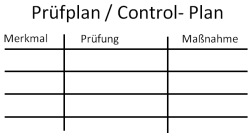 Prüfplan / Control- Plan
Merkmal Prüfung Maßnahme